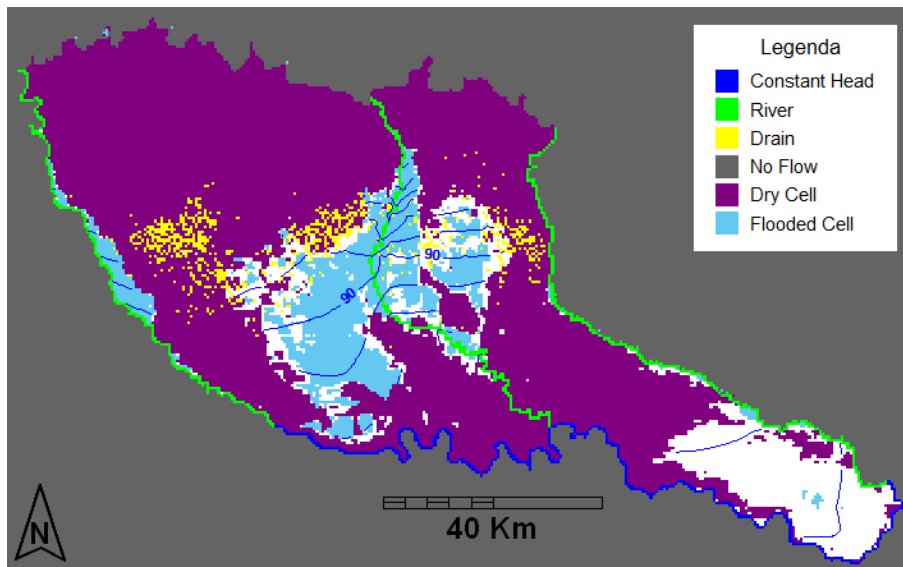 Legenda
Constant Head
River
Drain
No Flow
Dry Cell
Flooded Cell
90
90
40 Km
N